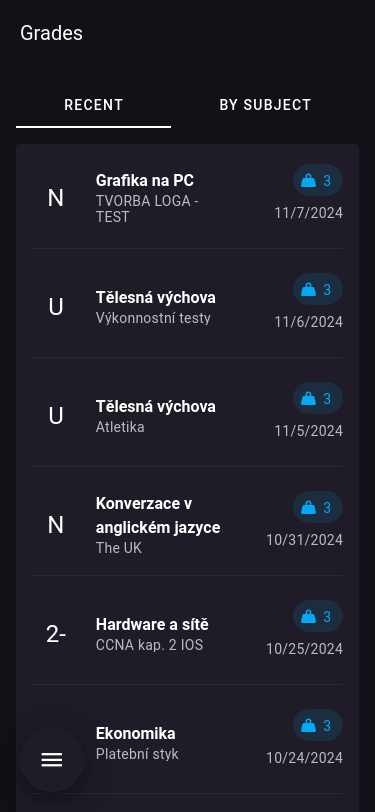 Grades
RECENT
BY SUBJECT
N
Grafika na PC
TVORBA LOGA -
TEST
3
11/7/2024
U
Tělesná výchova
Výkonnostní testy
3
11/6/2024
U
Tělesná výchova
Atletika
3
11/5/2024
N
Konverzace v
anglickém jazyce
The UK
3
10/31/2024
2-
Hardware a sítě
CCNA kap. 2 IOS
3
10/25/2024
Ekonomika
Platební styk
3
10/24/2024